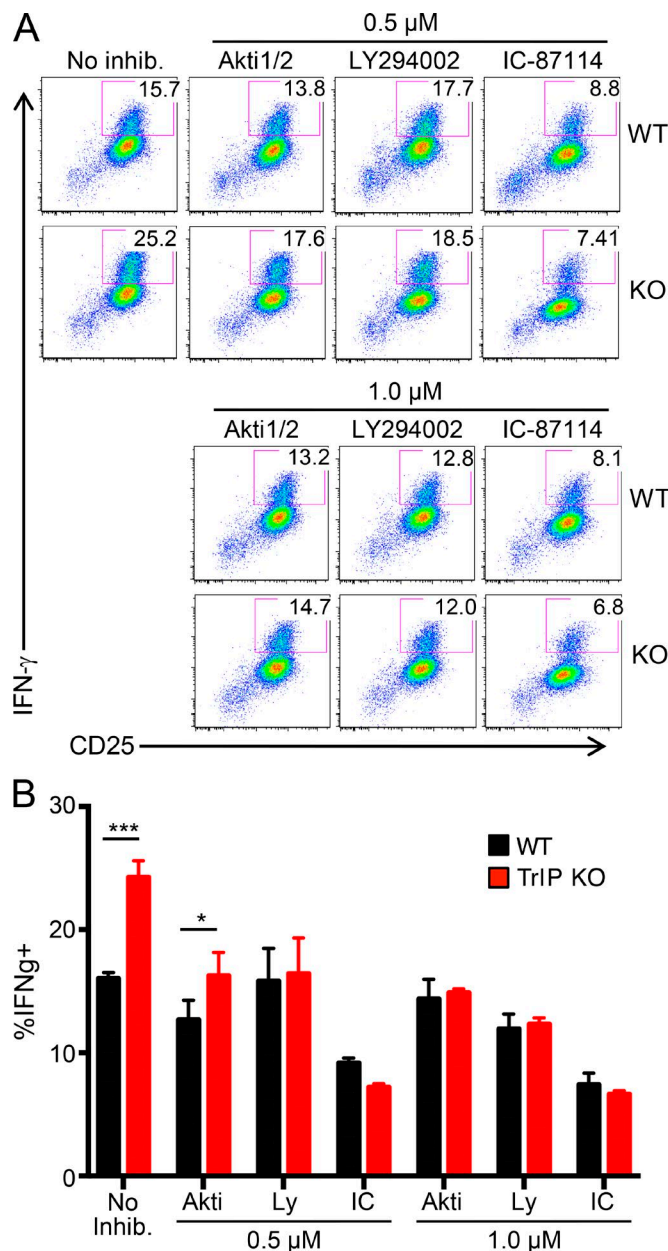 A
0.5 µM
No inhib. Akti1/2 LY294002 IC-87114
15.7 13.8 17.7 8.8 WT
25.2 17.6 18.5 7.41 KO
1.0 µM
Akti1/2 LY294002 IC-87114
13.2 12.8 8.1 WT
14.7 12.0 6.8 KO
IFN-γ
CD25
B
30
20
10
0
%IFNg+
***
*
WT
TrIP KO
No Inhib. Akti Ly IC Akti Ly IC
0.5 µM 1.0 µM